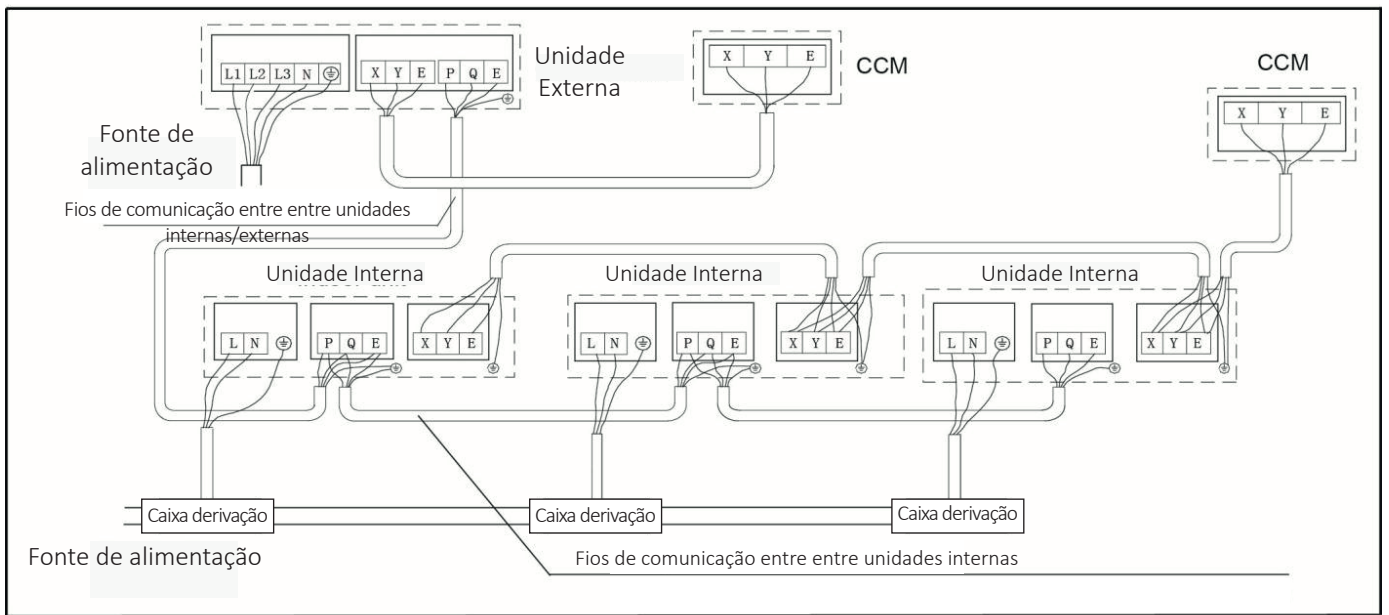 L1 L2 L3 N
X Y E P Q E
Unidade
Externa
X Y E
CCM
CCM
X Y E
Fonte de
alimentação
Fios de comunicação entre entre unidades
internas/externas
Unidade Interna
Unidade Interna
Unidade Interna
L N
P Q E
X Y E
L N
P Q E
X Y E
L N
P Q E
X Y E
Caixa derivação
Caixa derivação
Caixa derivação
Fonte de alimentação
Fios de comunicação entre entre unidades internas